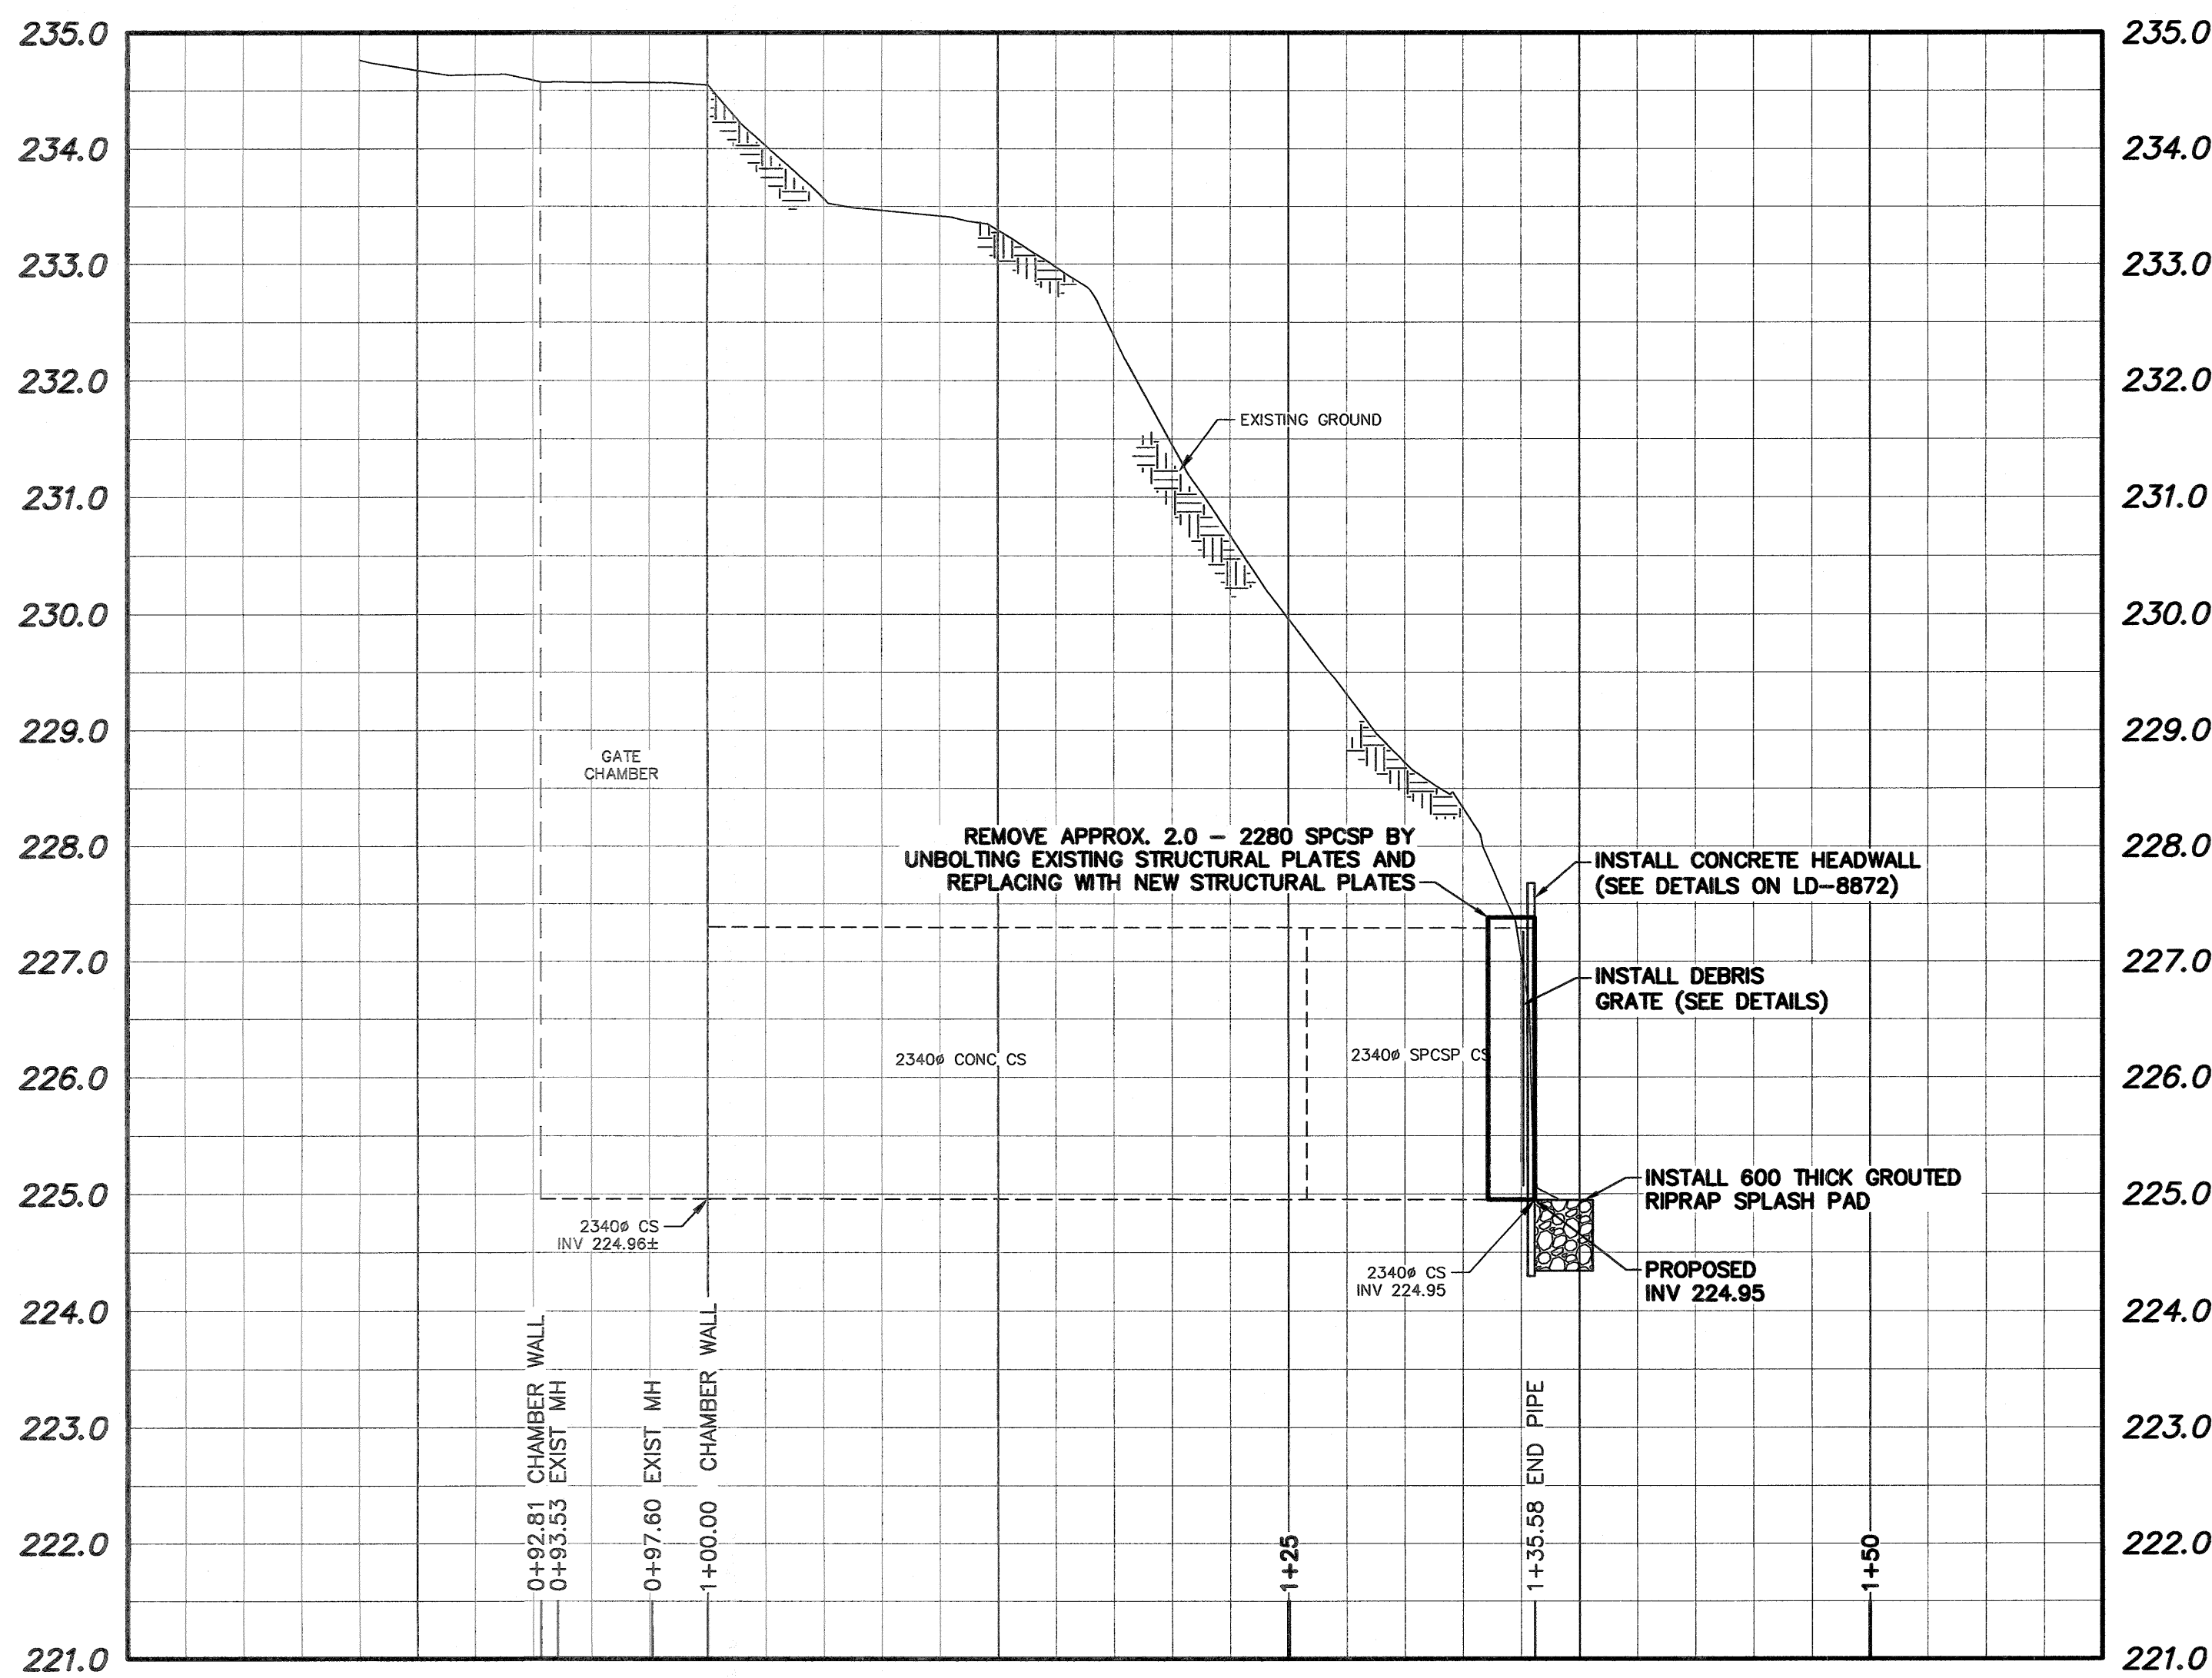 235.0
235.0
234.0
234.0
233.0
233.0
232.0
232.0
EXISTING GROUND
231.0
231.0
230.0
230.0
229.0
229.0
GATE
CHAMBER
228.0
228.0
REMOVE APPROX. 2.0 - 2280 SPCSP BY
UNBOLTING EXISTING STRUCTURAL PLATES AND
REPLACING WITH NEW STRUCTURAL PLATES
INSTALL CONCRETE HEADWALL
(SEE DETAILS ON LD-8872)
227.0
227.0
INSTALL DEBRIS
GRATE (SEE DETAILS)
2340ø CONC CS
2340ø SPCSP CS
226.0
226.0
225.0
225.0
INSTALL 600 THICK GROUTED
RIPRAP SPLASH PAD
2340ø CS
INV 224.96±
2340ø CS
INV 224.95
PROPOSED
INV 224.95
224.0
224.0
223.0
223.0
222.0
222.0
0+92.81 CHAMBER WALL
0+93.53 EXIST MH
0+97.60 EXIST MH
1+00.00 CHAMBER WALL
1+25
1+35.58 END PIPE
1+50
221.0
221.0